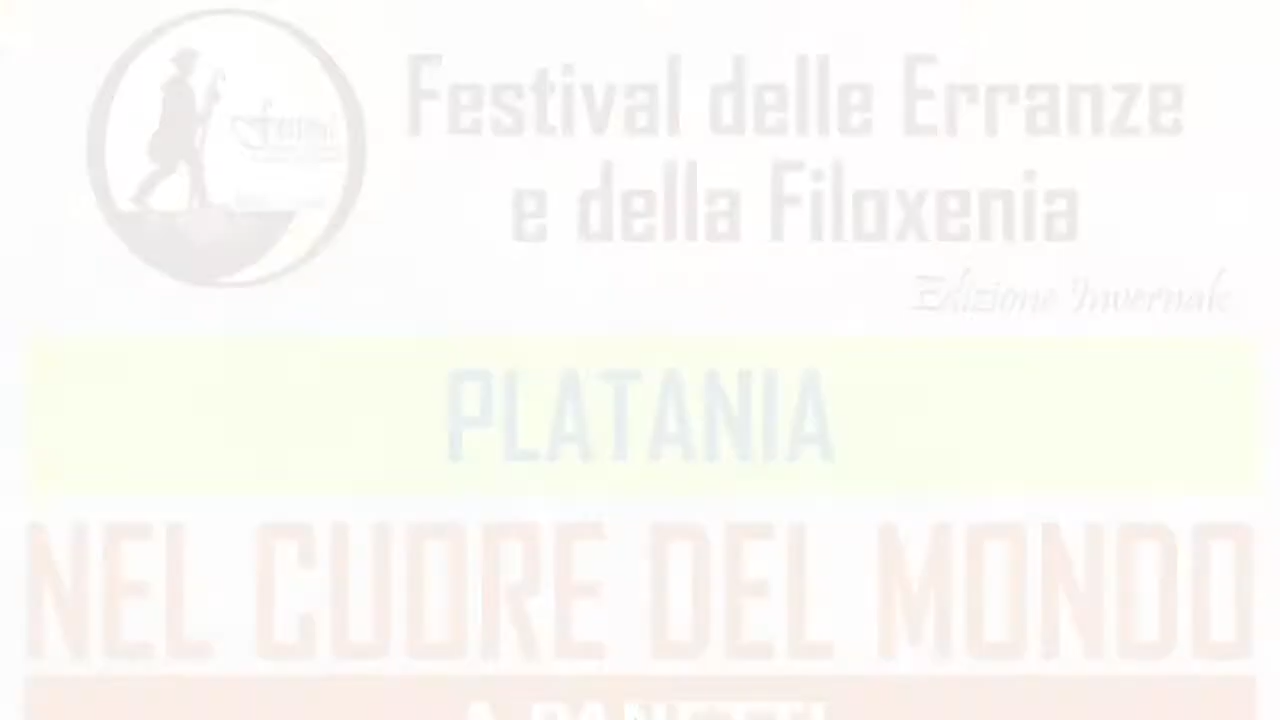 Festival delle Erranze
e della Filoxenia
Edizione Invernale
PLATANIA
NEL CUORE DEL MONDO